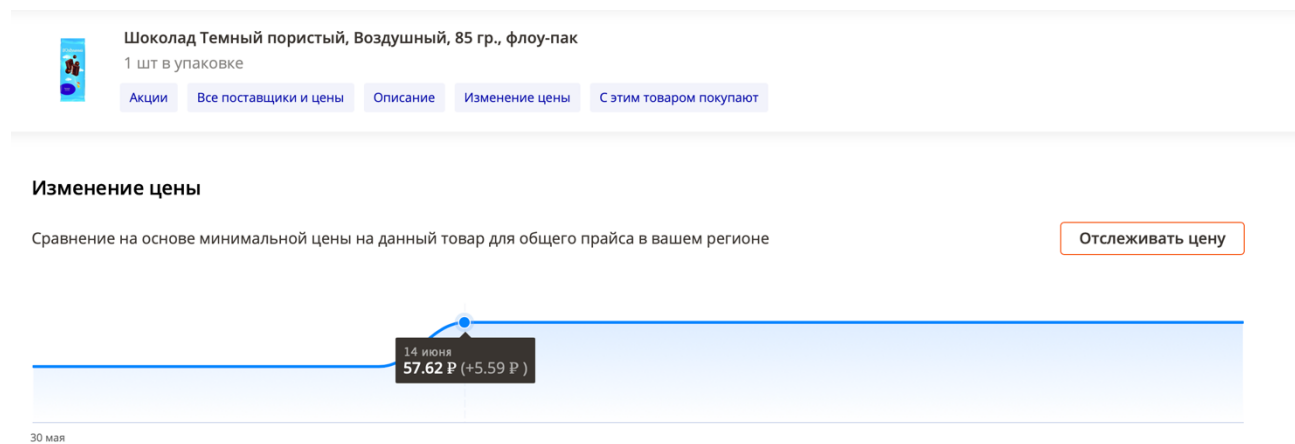 Шоколад Темный пористый, Воздушный, 85 гр., флоу-пак
1 шт в упаковке
Акции Все поставщики и цены Описание Изменение цены С этим товаром покупают
Изменение цены
Сравнение на основе минимальной цены на данный товар для общего прайса в вашем регионе
Отслеживать цену
14 июня
57.62 ₽ (+5.59 ₽ )
30 мая